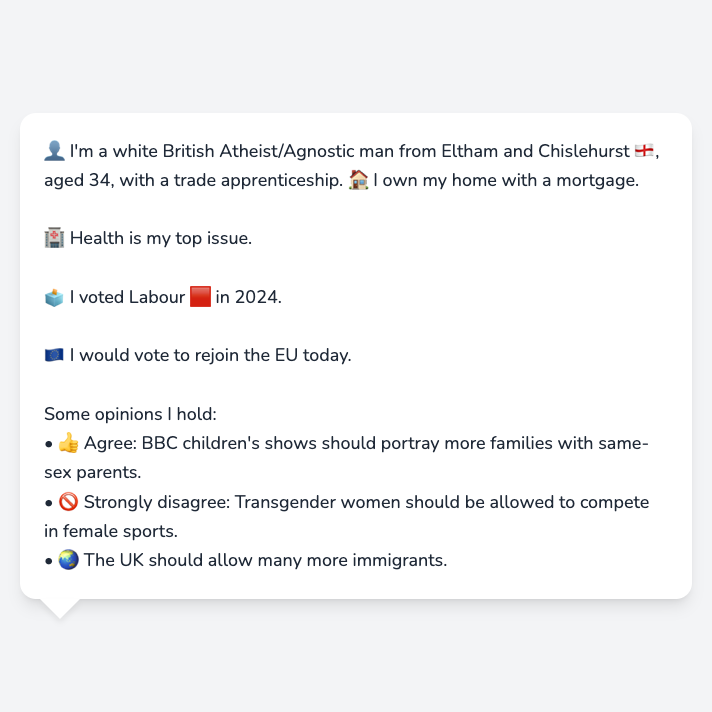 👤 I'm a white British Atheist/Agnostic man from Eltham and Chislehurst 🏴󠁧󠁢󠁥󠁮󠁧󠁿,
aged 34, with a trade apprenticeship. 🏠 I own my home with a mortgage.
🏥 Health is my top issue.
🗳️ I voted Labour 🟥 in 2024.
🇪🇺 I would vote to rejoin the EU today.
Some opinions I hold:
• 👍 Agree: BBC children's shows should portray more families with same-
sex parents.
• 🚫 Strongly disagree: Transgender women should be allowed to compete
in female sports.
• 🌏 The UK should allow many more immigrants.